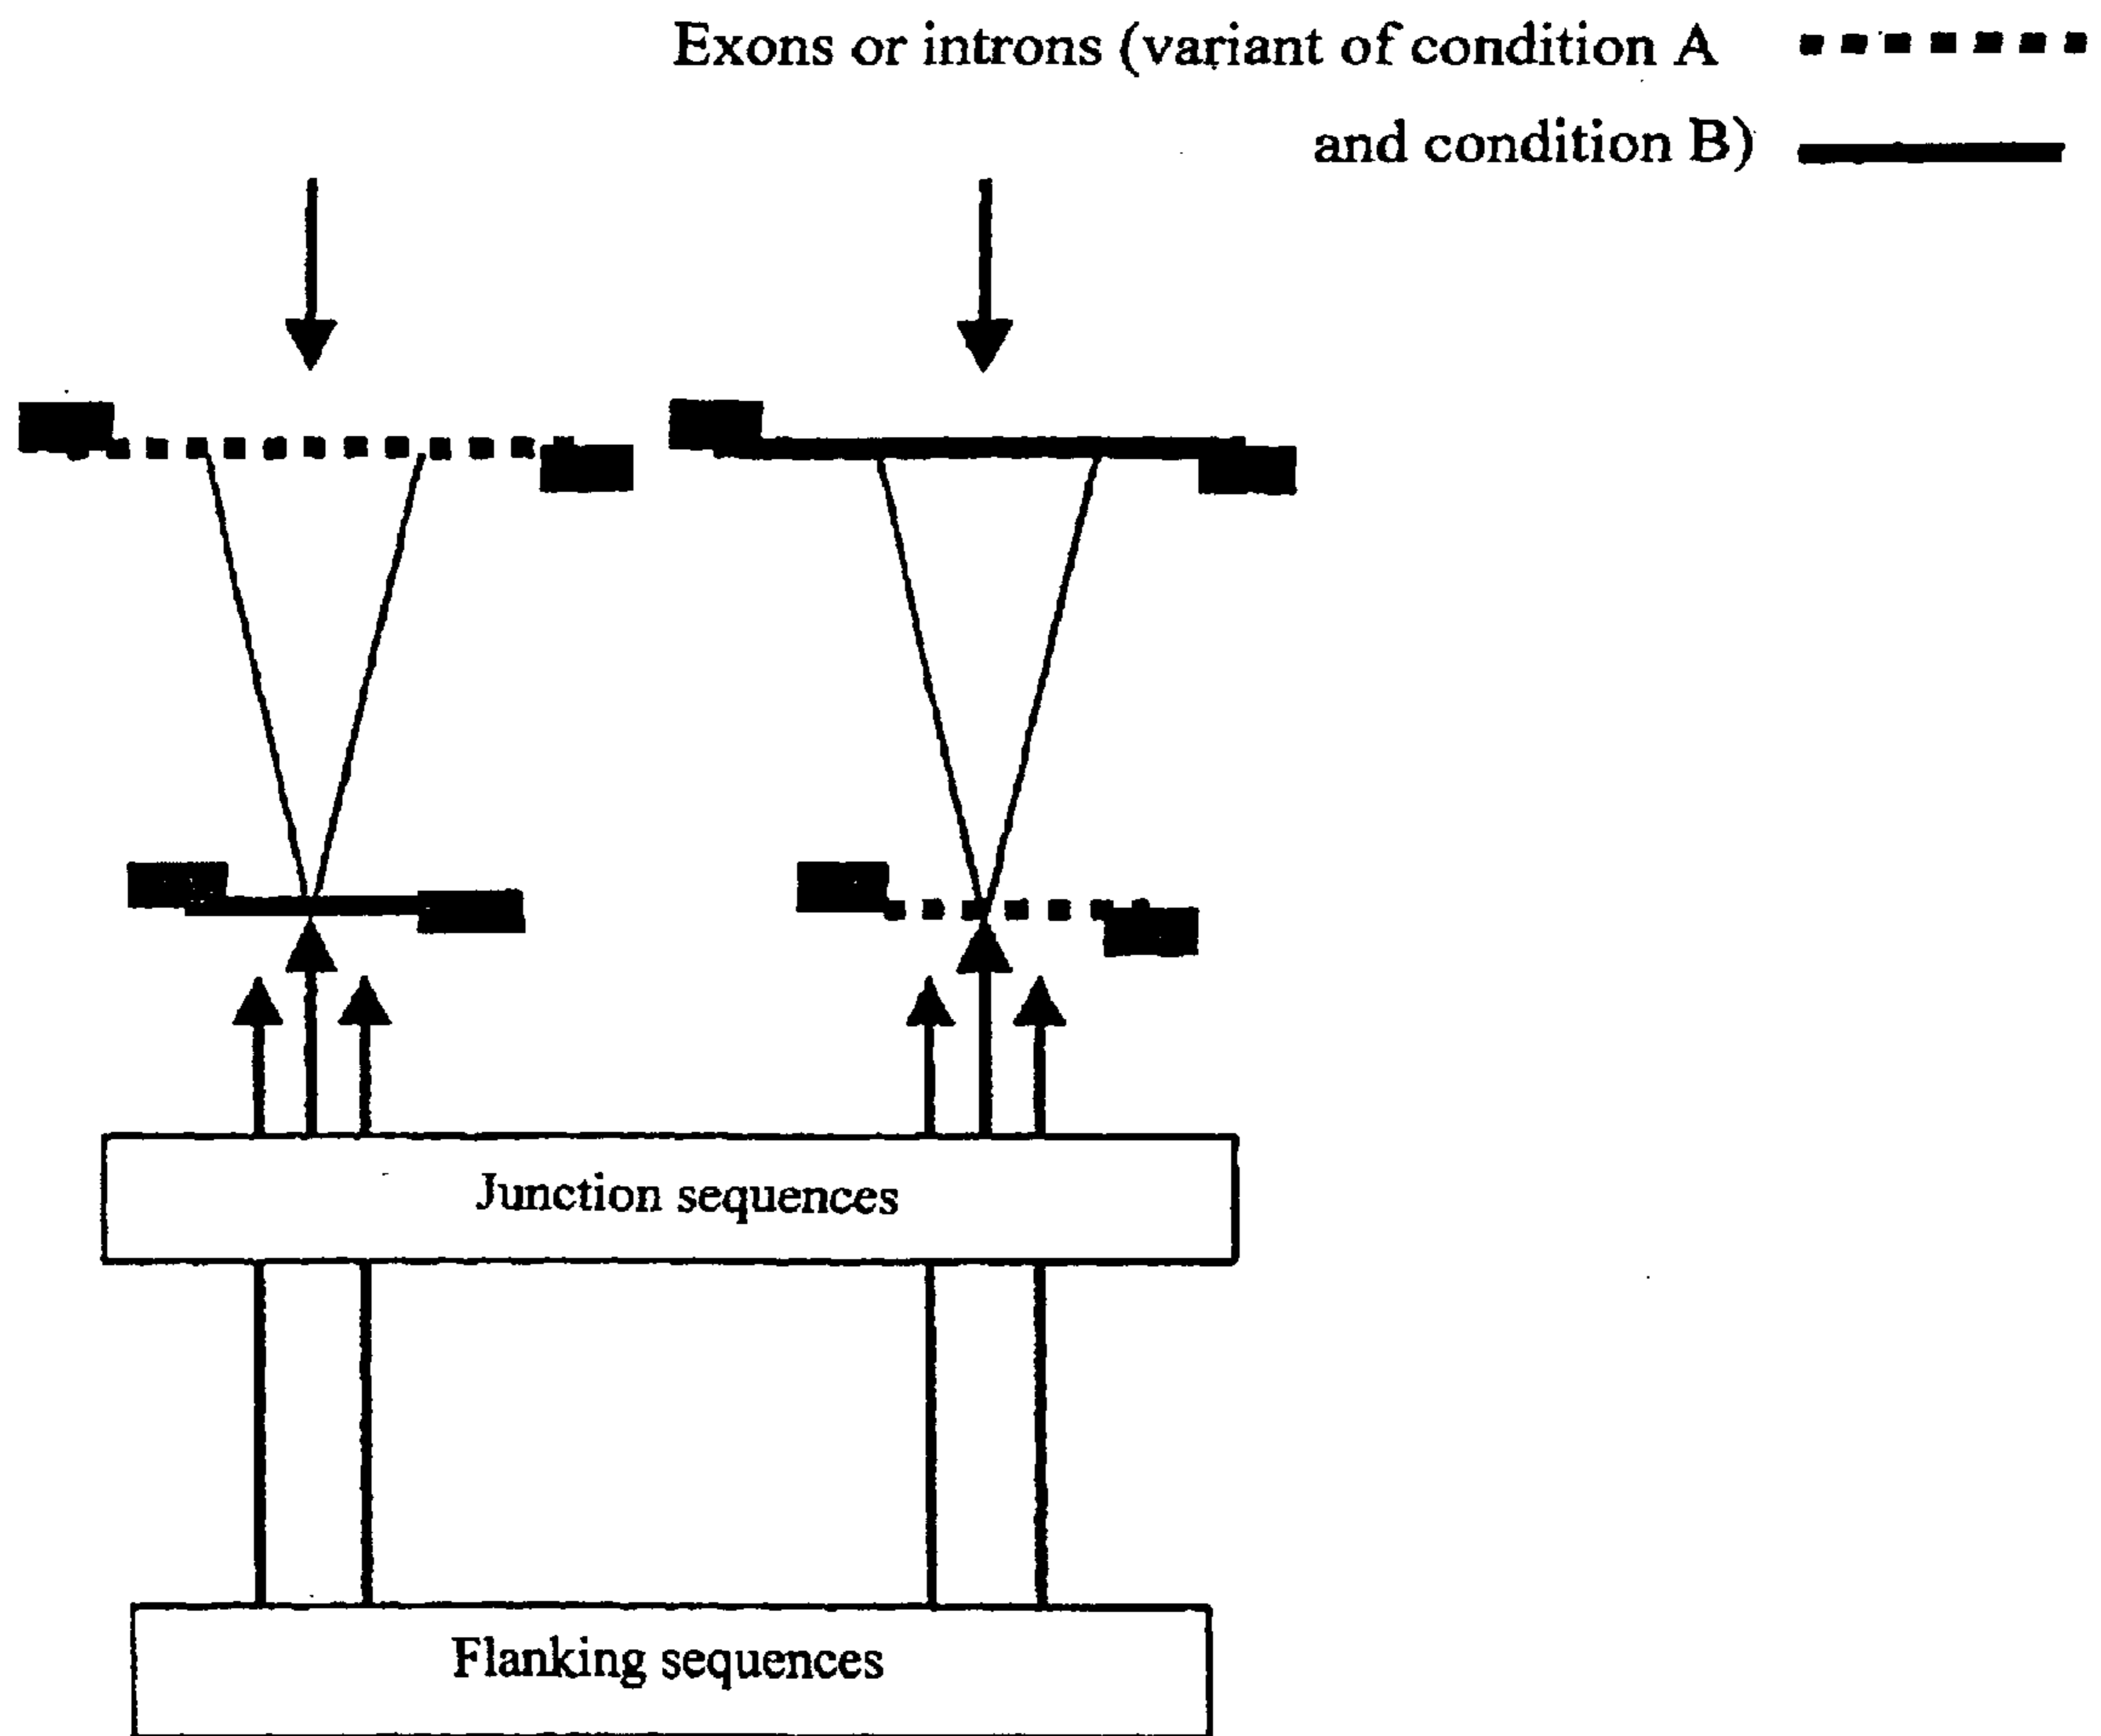 Exons or introns (variant of condition A
and condition B)
Junction sequences
Flanking sequences